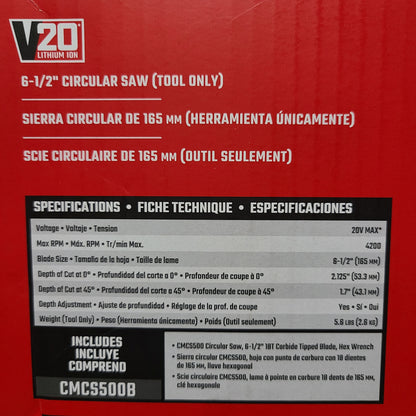 V20*
LITHIUM ION
6-1/2" CIRCULAR SAW (TOOL ONLY)
SIERRA CIRCULAR DE 165 MM (HERRAMIENTA ÚNICAMENTE)
SCIE CIRCULAIRE DE 165 MM (OUTIL SEULEMENT)
SPECIFICATIONS • FICHE TECHNIQUE • ESPECIFICACIONES
Voltage • Voltaje • Tension 20V MAX*
Max RPM • Máx. RPM • Tr/min Max. 4200
Blade Size • Tamaño de la hoja • Taille de lame 6-1/2" (165 MM)
Depth of Cut at 0° • Profundidad del corte a 0° • Profondeur de coupe à 0° 2.125" (53.3 MM)
Depth of Cut at 45° • Profundidad del corte a 45° • Profondeur de coupe à 45° 1.7" (43.1 MM)
Depth Adjustment • Ajuste de profundidad • Réglage de la prof. de coupe Yes • Sí • Oui
Weight (Tool Only) • Peso (Herramienta únicamente) • Poids (Outil seulement) 5.6 LBS (2.6 KG)
INCLUDES
INCLUYE
COMPREND
CMCS500B
• CMCS500 Circular Saw, 6-1/2" 18T Carbide Tipped Blade, Hex Wrench
• Sierra circular CMCS500, hoja con punta de carburo con 18 dientes
de 165 MM, llave hexagonal
• Scie circulaire CMCS500, lame à pointe en carbure 18 dents de 165 MM,
clé hexagonale